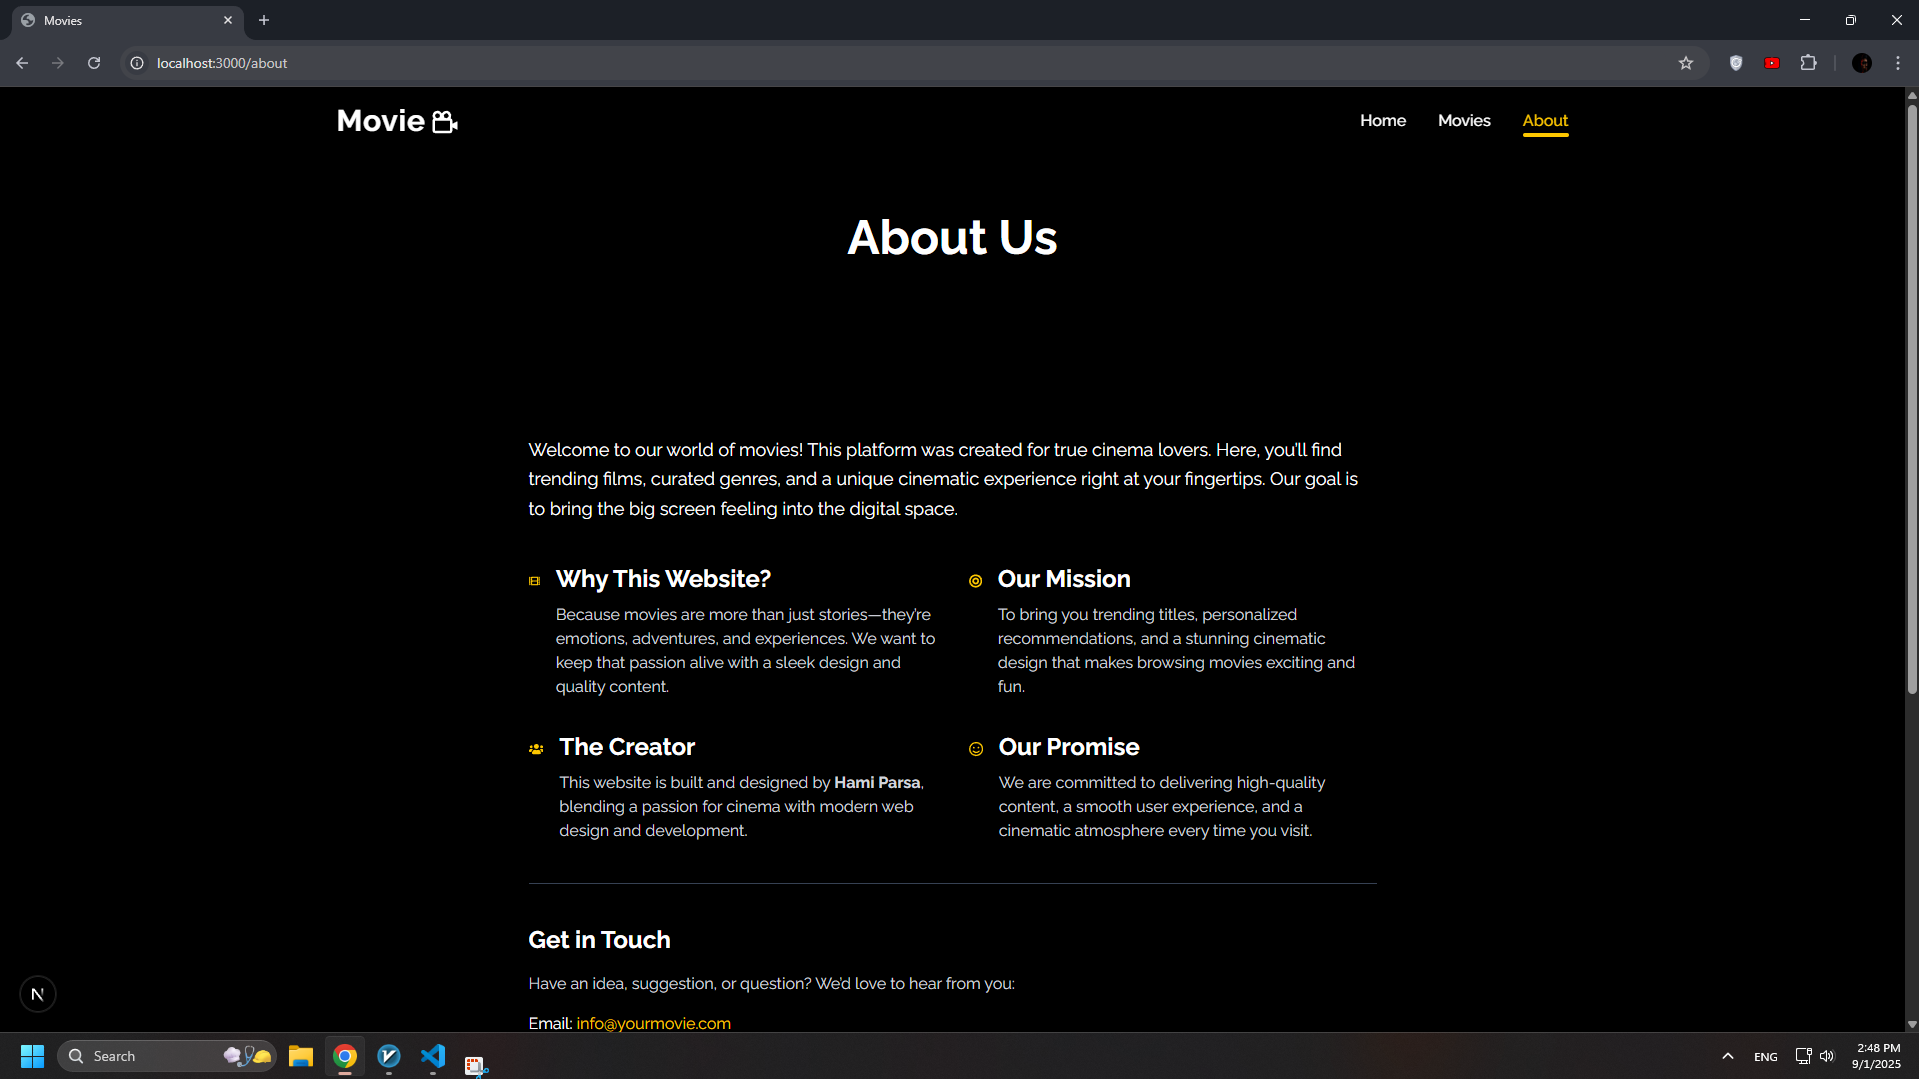 Movies
localhost:3000/about
Movie
Home
Movies
About
About Us
Welcome to our world of movies! This platform was created for true cinema lovers. Here, you'll find
trending films, curated genres, and a unique cinematic experience right at your fingertips. Our goal is
to bring the big screen feeling into the digital space.
Why This Website?
Because movies are more than just stories—they're
emotions, adventures, and experiences. We want to
keep that passion alive with a sleek design and
quality content.
Our Mission
To bring you trending titles, personalized
recommendations, and a stunning cinematic
design that makes browsing movies exciting and
fun.
The Creator
This website is built and designed by Hami Parsa,
blending a passion for cinema with modern web
design and development.
Our Promise
We are committed to delivering high-quality
content, a smooth user experience, and a
cinematic atmosphere every time you visit.
Get in Touch
Have an idea, suggestion, or question? We'd love to hear from you:
Email: info@yourmovie.com
N
Search
ENG
2:48 PM
9/1/2025